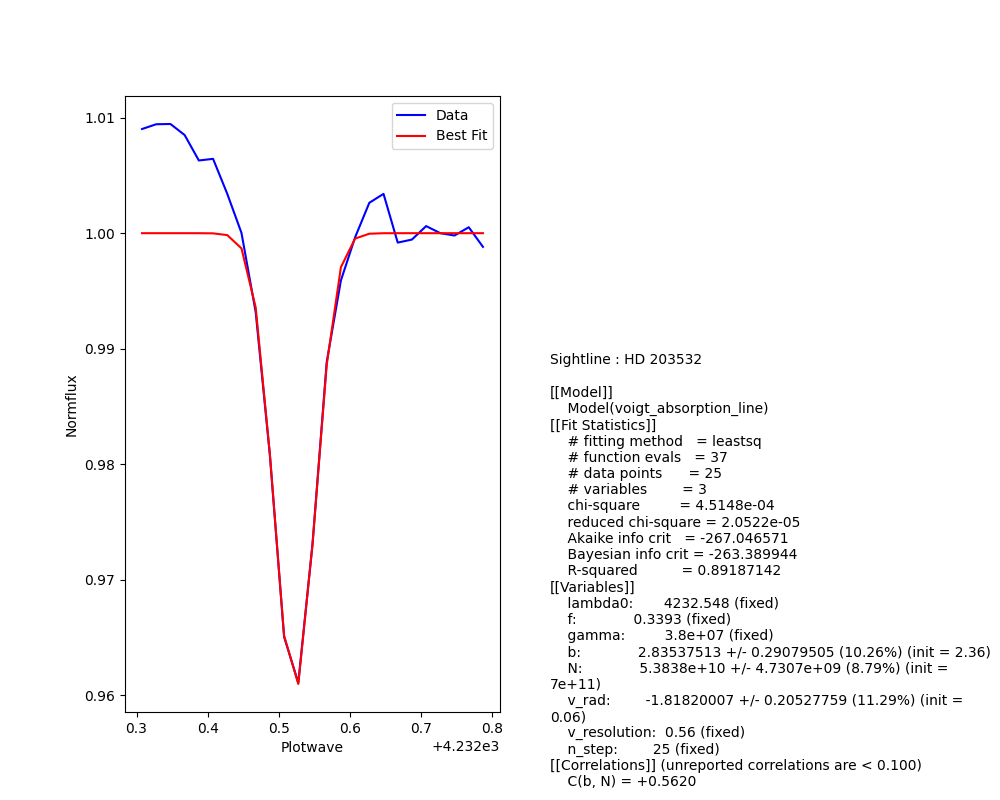 1.01
1.00
0.99
0.98
0.97
0.96
Normflux
Data
Best Fit
0.3 0.4 0.5 0.6 0.7 0.8
Plotwave
+4.232e3
Sightline : HD 203532
[[Model]]
Model(voigt_absorption_line)
[[Fit Statistics]]
# fitting method = leastsq
# function evals = 37
# data points = 25
# variables = 3
chi-square = 4.5148e-04
reduced chi-square = 2.0522e-05
Akaike info crit = -267.046571
Bayesian info crit = -263.389944
R-squared = 0.89187142
[[Variables]]
lambda0: 4232.548 (fixed)
f: 0.3393 (fixed)
gamma: 3.8e+07 (fixed)
b: 2.83537513 +/- 0.29079505 (10.26%) (init = 2.36)
N: 5.3838e+10 +/- 4.7307e+09 (8.79%) (init =
7e+11)
v_rad: -1.81820007 +/- 0.20527759 (11.29%) (init =
0.06)
v_resolution: 0.56 (fixed)
n_step: 25 (fixed)
[[Correlations]] (unreported correlations are < 0.100)
C(b, N) = +0.5620